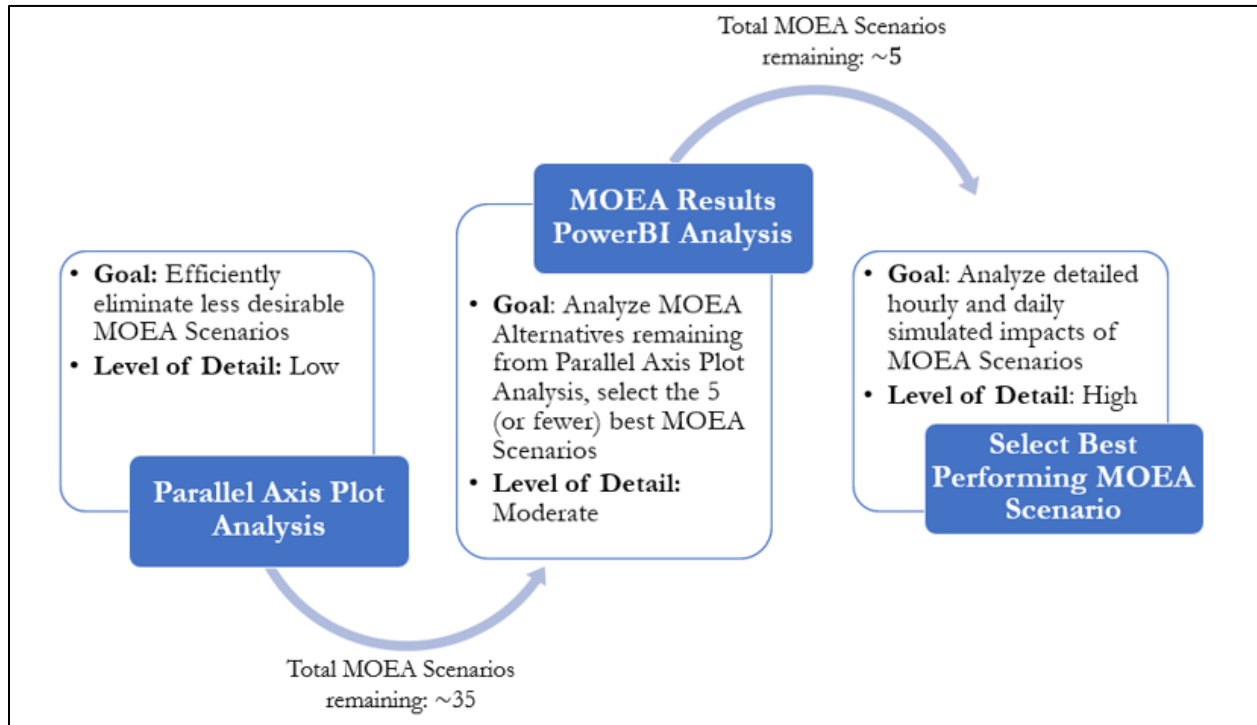 Total MOEA Scenarios
remaining: ~5
• Goal: Efficiently
eliminate less desirable
MOEA Scenarios
• Level of Detail: Low
Parallel Axis Plot
Analysis
Total MOEA Scenarios
remaining: ~35
MOEA Results
PowerBI Analysis
• Goal: Analyze MOEA
Alternatives remaining
from Parallel Axis Plot
Analysis, select the 5
(or fewer) best MOEA
Scenarios
• Level of Detail:
Moderate
• Goal: Analyze detailed
hourly and daily
simulated impacts of
MOEA Scenarios
• Level of Detail: High
Select Best
Performing MOEA
Scenario